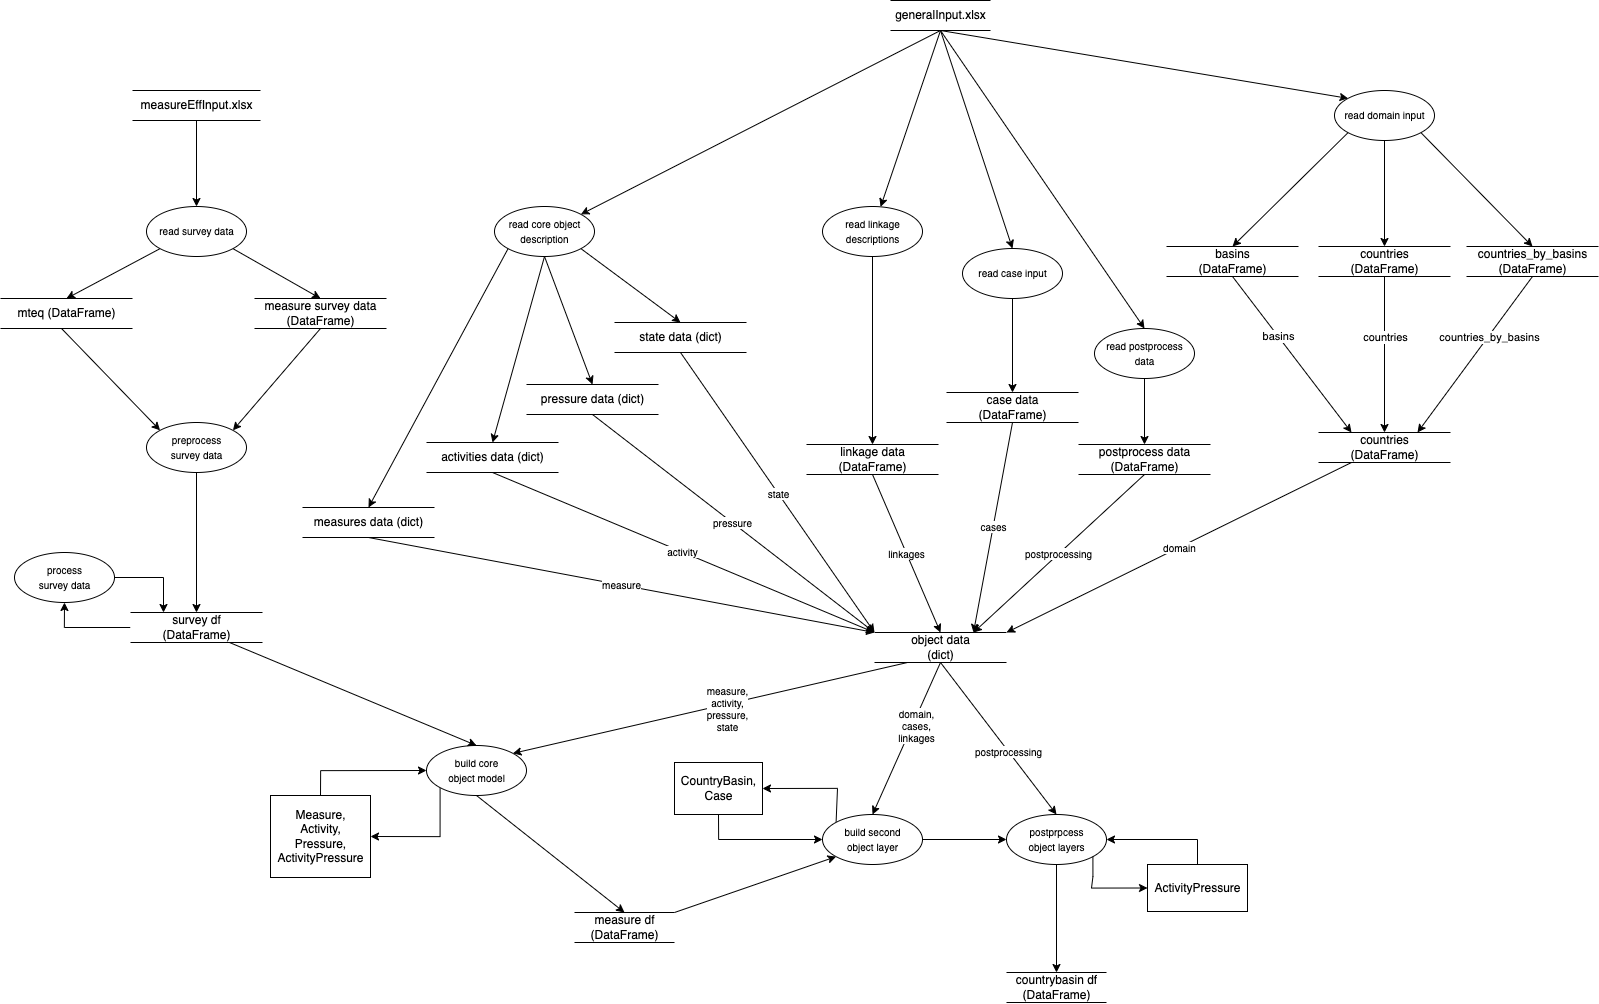 generalInput.xlsx
measureEffInput.xlsx
read domain input
read survey data
read core object
description
read linkage
descriptions
read case input
basins
(DataFrame)
countries
(DataFrame)
countries_by_basins
(DataFrame)
mteq (DataFrame)
measure survey data
(DataFrame)
state data (dict)
read postprocess
data
basins
countries
countries_by_basins
pressure data (dict)
case data
(DataFrame)
preprocess
survey data
activities data (dict)
linkage data
(DataFrame)
postprocess data
(DataFrame)
countries
(DataFrame)
measures data (dict)
state
pressure
activity
measure
linkages
cases
postprocessing
domain
process
survey data
survey df
(DataFrame)
object data
(dict)
measure,
activity,
pressure,
state
domain,
cases,
linkages
postprocessing
build core
object model
CountryBasin,
Case
Measure,
Activity,
Pressure,
ActivityPressure
build second
object layer
postprpcess
object layers
ActivityPressure
measure df
(DataFrame)
countrybasin df
(DataFrame)